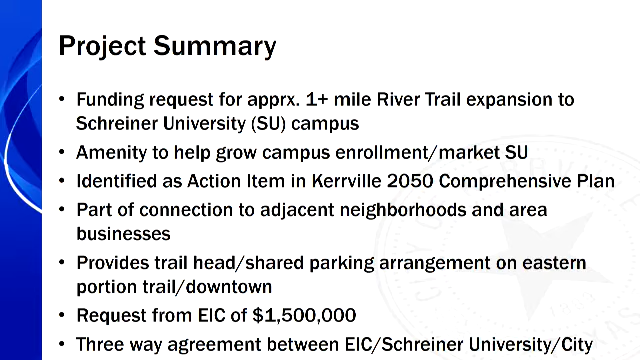 Project Summary
• Funding request for apprx. 1+ mile River Trail expansion to
Schreiner University (SU) campus
• Amenity to help grow campus enrollment/market SU
• Identified as Action Item in Kerrville 2050 Comprehensive Plan
• Part of connection to adjacent neighborhoods and area
businesses
• Provides trail head/shared parking arrangement on eastern
portion trail/downtown
• Request from EIC of $1,500,000
• Three way agreement between EIC/Schreiner University/City